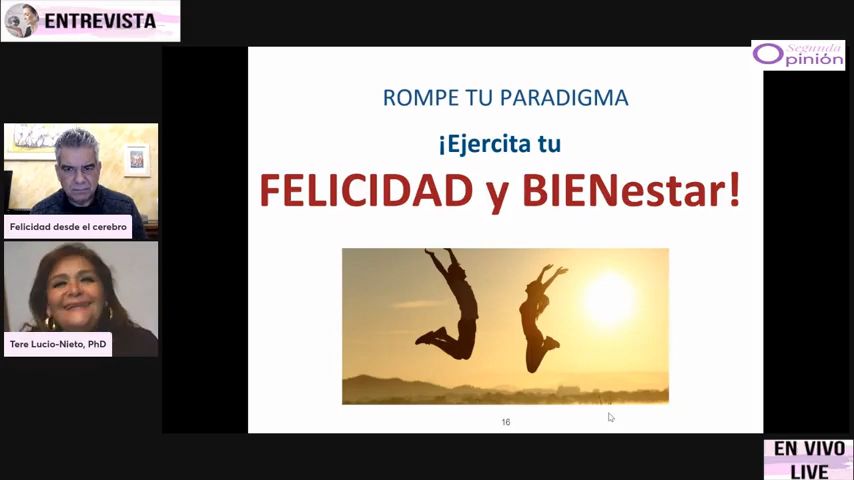 ENTREVISTA
Segunda
Opinión
ROMPE TU PARADIGMA
¡Ejercita tu
FELICIDAD y BIENestar!
Felicidad desde el cerebro
Tere Lucio-Nieto, PhD
16
EN VIVO
LIVE